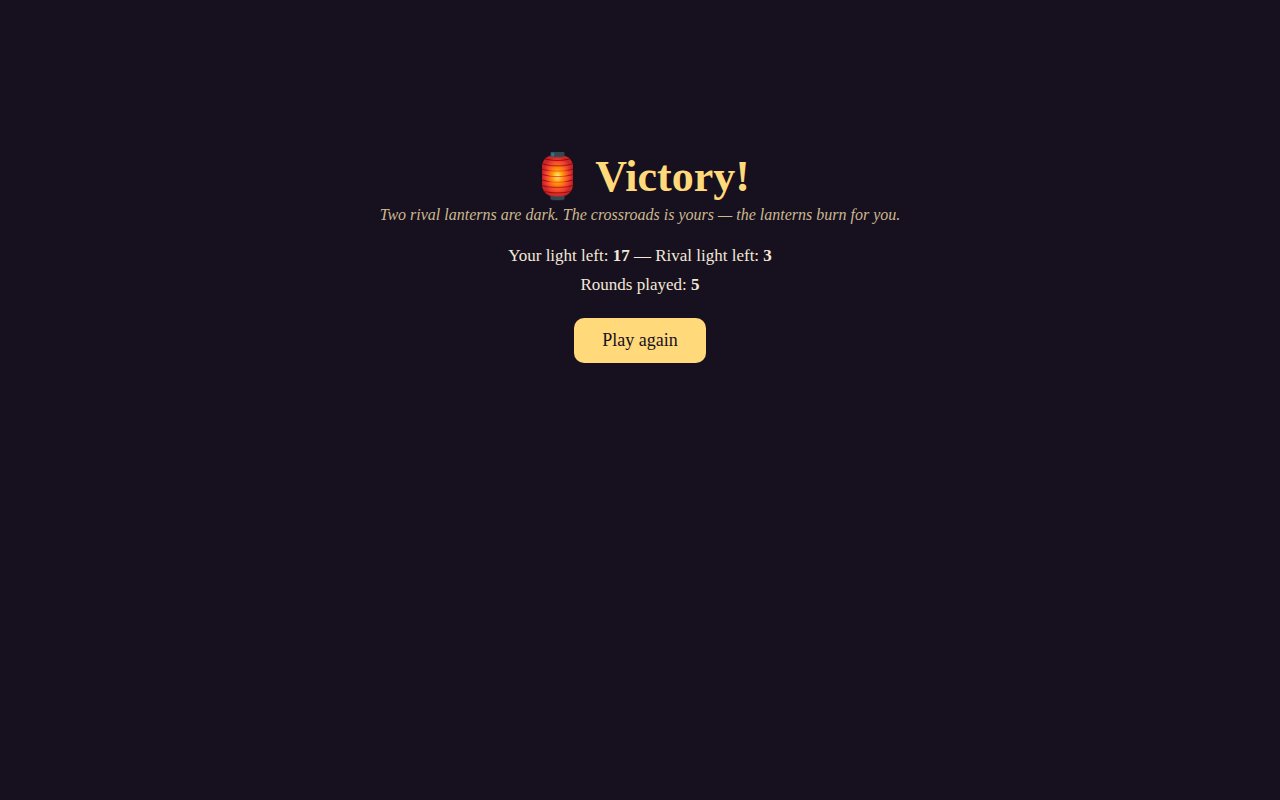 🏮 Victory!
Two rival lanterns are dark. The crossroads is yours — the lanterns burn for you.
Your light left: 17 — Rival light left: 3
Rounds played: 5
Play again